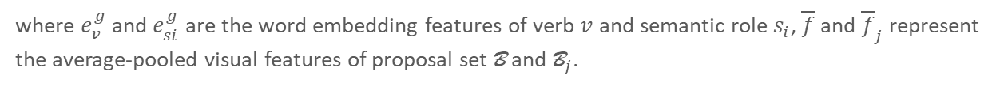 where $e_v^g$ and $e_{si}^g$ are the word embedding features of verb $v$ and semantic role $s_i$, $\overline{f}$ and $\overline{f}_j$ represent
the average-pooled visual features of proposal set $\mathcal{B}$ and $\mathcal{B}_j$.